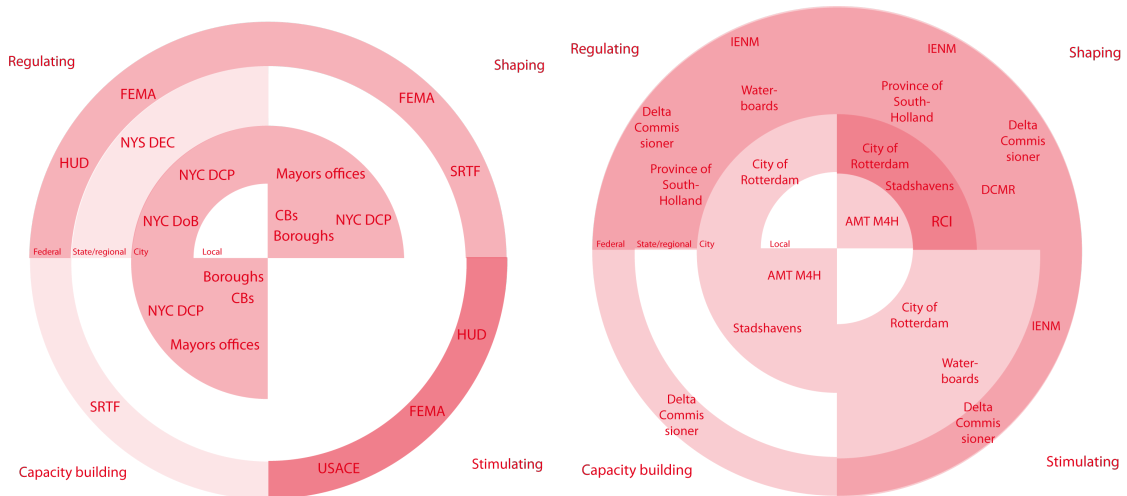 Regulating
Shaping
FEMA
FEMA
NYS DEC
HUD
SRTF
NYC DCP
Mayors offices
NYC DoB
CBs
NYC DCP
Boroughs
Federal
State/regional
City
Local
Boroughs
CBs
NYC DCP
Mayors offices
HUD
SRTF
FEMA
USACE
Capacity building
Stimulating
Regulating
Shaping
IENM
IENM
Water-
boards
Province of
South-
Holland
Delta
Commis
sioner
Delta
Commis
sioner
City of
Rotterdam
City of
Rotterdam
Province of
South-
Holland
Stadshavens
DCMR
AMT M4H
RCI
Federal
State/regional
City
Local
AMT M4H
Stadshavens
City of
Rotterdam
IENM
Water-
boards
Delta
Commis
sioner
Delta
Commis
sioner
Capacity building
Stimulating